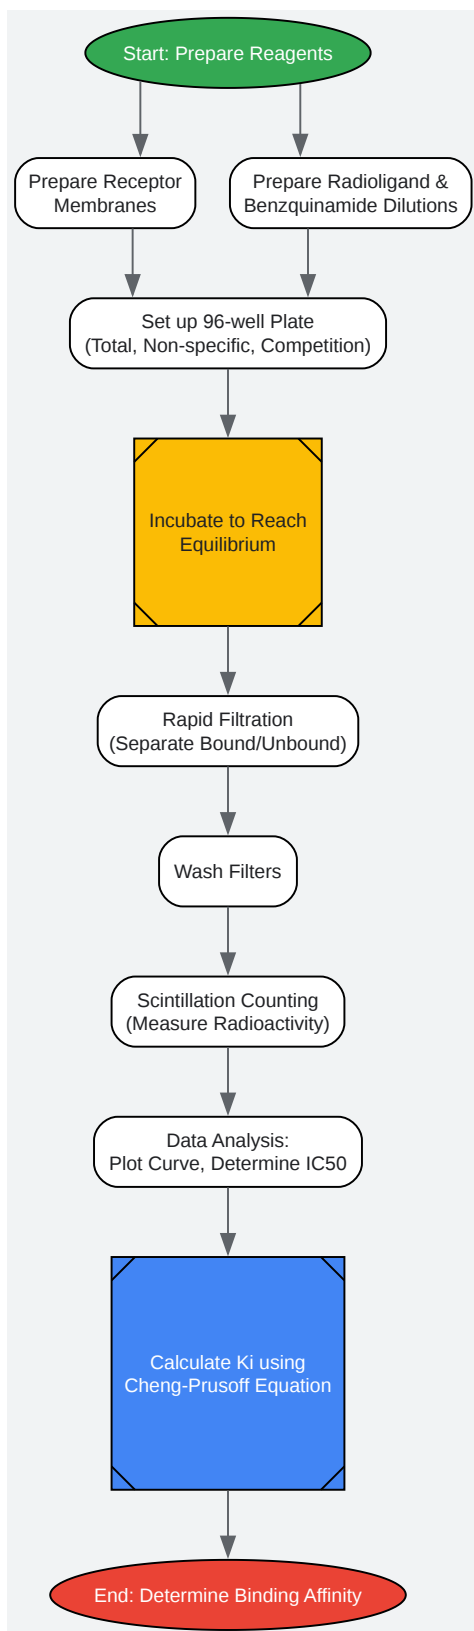 Start: Prepare Reagents
Prepare Receptor
Membranes
Prepare Radioligand &
Benzquinamide Dilutions
Set up 96-well Plate
(Total, Non-specific, Competition)
Incubate to Reach
Equilibrium
Rapid Filtration
(Separate Bound/Unbound)
Wash Filters
Scintillation Counting
(Measure Radioactivity)
Data Analysis:
Plot Curve, Determine IC50
Calculate Ki using
Cheng-Prusoff Equation
End: Determine Binding Affinity